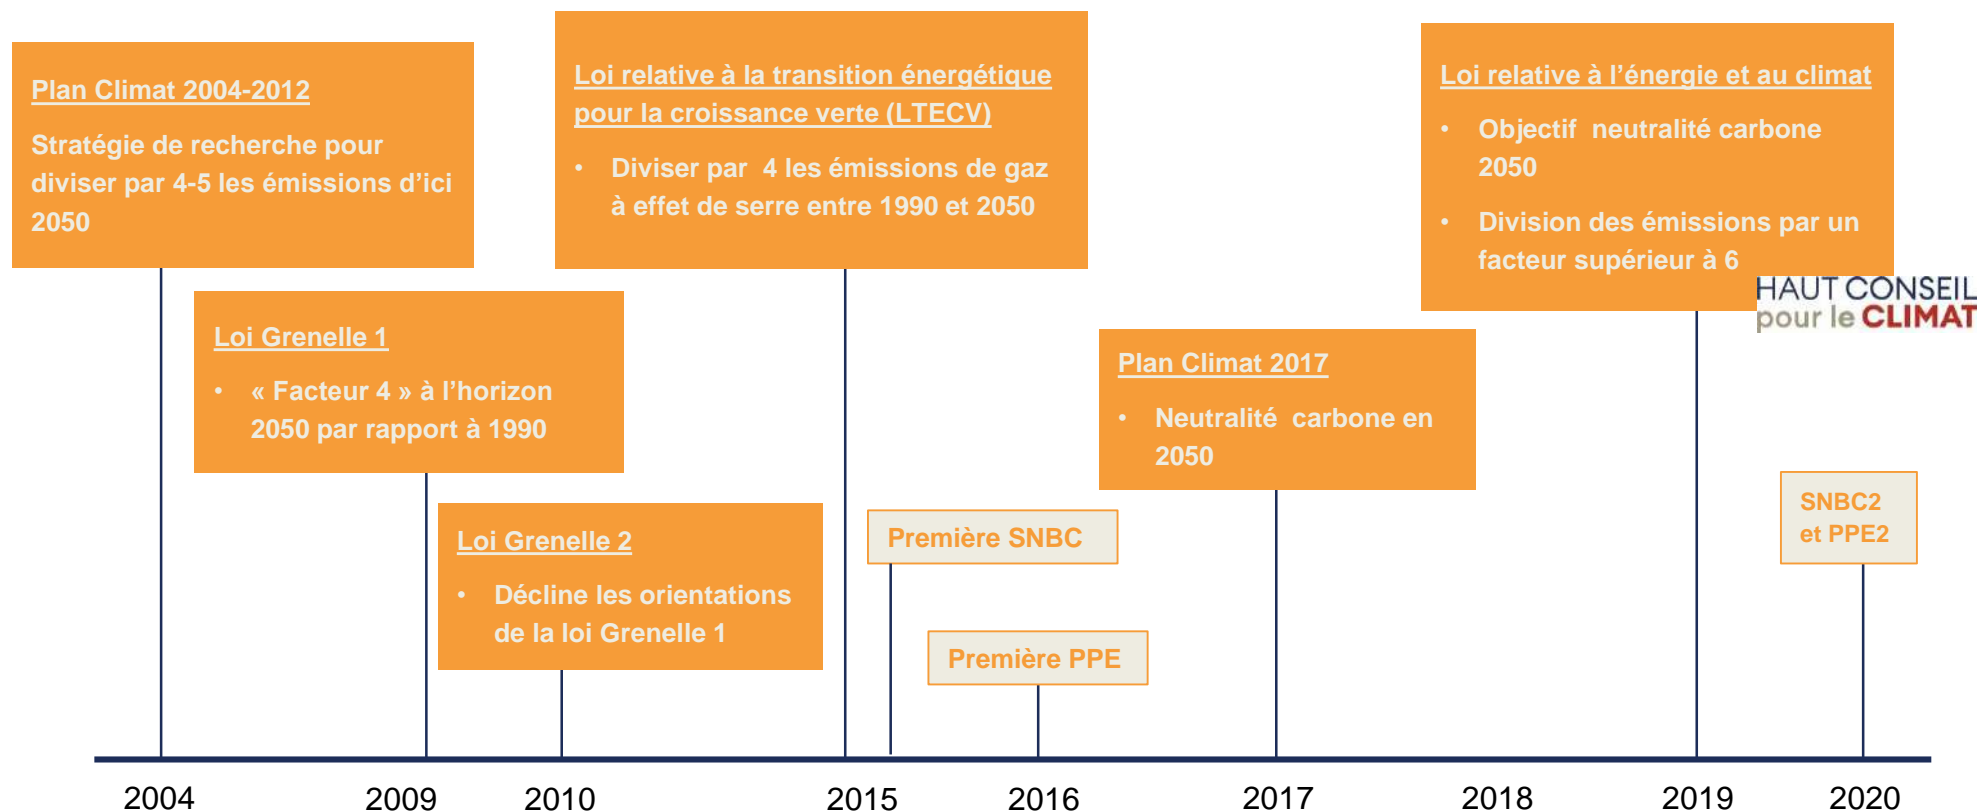 Plan Climat 2004-2012
Stratégie de recherche pour
diviser par 4-5 les émissions d’ici
2050
Loi Grenelle 1
• « Facteur 4 » à l’horizon
2050 par rapport à 1990
Loi Grenelle 2
• Décline les orientations
de la loi Grenelle 1
Loi relative à la transition énergétique
pour la croissance verte (LTECV)
• Diviser par 4 les émissions de gaz
à effet de serre entre 1990 et 2050
Première SNBC
Première PPE
Plan Climat 2017
• Neutralité carbone en
2050
Loi relative à l’énergie et au climat
• Objectif neutralité carbone
2050
• Division des émissions par un
facteur supérieur à 6
HAUT CONSEIL
pour le CLIMAT
SNBC2
et PPE2
2004 2009 2010 2015 2016 2017 2018 2019 2020